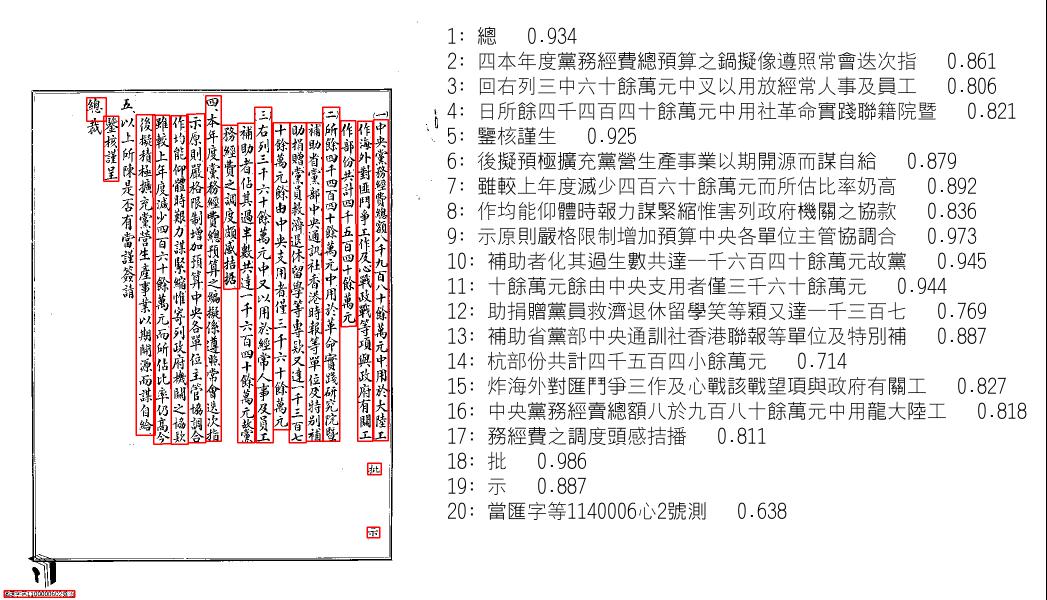 ㈠中央黨務經費總額八千九百八十餘萬元中用於大陸工
作海外對匪鬥爭工作及心戰政戰等項與政府有關工
作部份共計四千五百四十餘萬元
㈡所餘四千四百四十餘萬元中用於革命實踐研究院暨
補助省黨部中央通訊社香港時報等單位及特別補
助捐贈黨員救濟退休留學等專款又達一千三百七
十餘萬元餘由中央支用者僅三千六十餘萬元
㈢右列三千六十餘萬元中又以用於經常人事及員工
補助者佔其過半數共達一千六百四十餘萬元故黨
務經費之調度頗感拮据
四、本年度黨務經費總預算之編擬係遵照常會迭次指
示原則嚴格限制增加預算中央各單位主管協調合
作均能仰體時艱力謀緊縮惟寄列政府機關之協款
雖較上年度減少四百六十餘萬元而所佔比率仍高今
後擬積極擴充黨營生產事業以期開源而謀自給
五、以上所陳是否有當謹簽請
鑒核謹呈
總裁
批
示
1: 總 0.934
2: 四本年度黨務經費總預算之鍋擬像遵照常會迭次指 0.861
3: 回右列三中六十餘萬元中叉以用放經常人事及員工 0.806
4: 日所餘四千四百四十餘萬元中用社革命實踐聯籍院暨 0.821
5: 鑒核謹生 0.925
6: 後擬預極擴充黨營生產事業以期開源而謀自給 0.879
7: 雖較上年度減少四百六十餘萬元而所估比率奶高 0.892
8: 作均能仰體時報力謀緊縮惟害列政府機關之協款 0.836
9: 示原則嚴格限制增加預算中央各單位主管協調合 0.973
10: 補助者化其過生數共達一千六百四十餘萬元故黨 0.945
11: 十餘萬元餘由中央支用者僅三千六十餘萬元 0.944
12: 助捐贈黨員救濟退休留學笑等穎又達一千三百七 0.769
13: 補助省黨部中央通訓社香港聯報等單位及特別補 0.887
14: 杭部份共計四千五百四小餘萬元 0.714
15: 炸海外對匯鬥爭三作及心戰該戰望項與政府有關工 0.827
16: 中央黨務經賣總額八於九百八十餘萬元中用龍大陸工 0.818
17: 務經費之調度頭感拮播 0.811
18: 批 0.986
19: 示 0.887
20: 當匯字等1140006心2號測 0.638